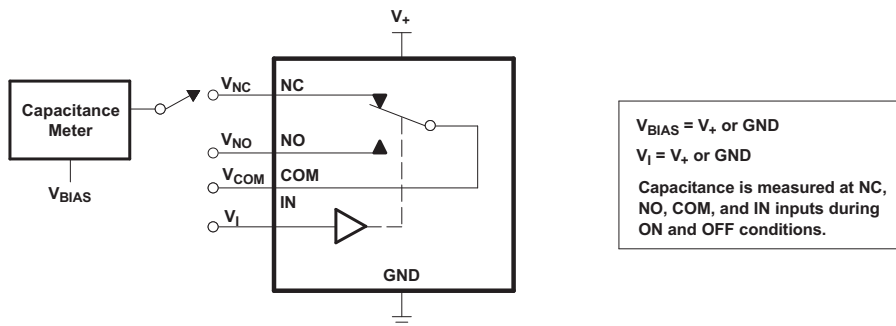 V+
Capacitance
Meter
VBIAS
VNC
NC
VNO
NO
VCOM
COM
IN
VI
GND
VBIAS = V+ or GND
VI = V+ or GND
Capacitance is measured at NC,
NO, COM, and IN inputs during
ON and OFF conditions.